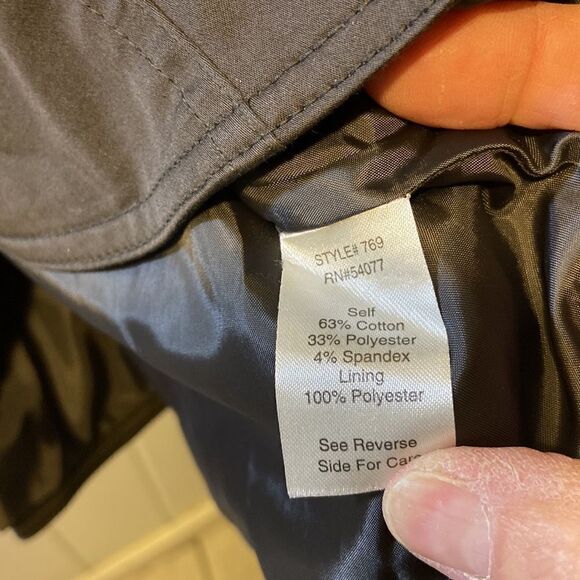 STYLE# 769
RN#54077
Self
63% Cotton
33% Polyester
4% Spandex
Lining
100% Polyester
See Reverse
Side For Care